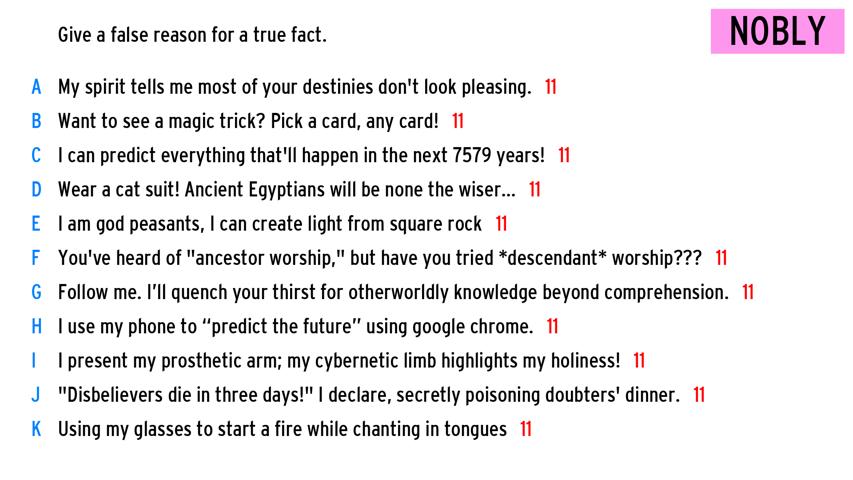 Give a false reason for a true fact.
NOBLY
A My spirit tells me most of your destinies don't look pleasing. 11
B Want to see a magic trick? Pick a card, any card! 11
C I can predict everything that'll happen in the next 7579 years! 11
D Wear a cat suit! Ancient Egyptians will be none the wiser... 11
E I am god peasants, I can create light from square rock 11
F You've heard of "ancestor worship," but have you tried *descendant* worship??? 11
G Follow me. I’ll quench your thirst for otherworldly knowledge beyond comprehension. 11
H I use my phone to “predict the future” using google chrome. 11
I I present my prosthetic arm; my cybernetic limb highlights my holiness! 11
J "Disbelievers die in three days!" I declare, secretly poisoning doubters' dinner. 11
K Using my glasses to start a fire while chanting in tongues 11